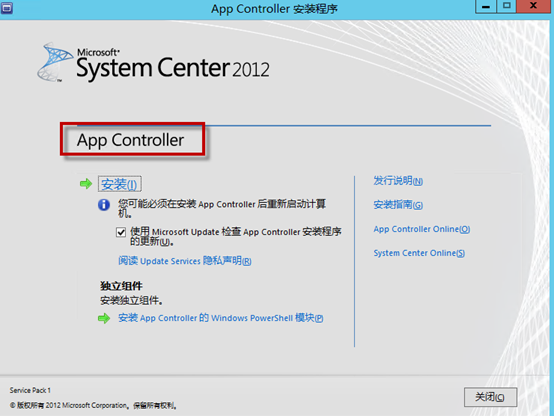 App Controller 安装程序
Microsoft®
System Center 2012
App Controller
安装(I)
您可能必须在安装 App Controller 后重新启动计算
机。
使用 Microsoft Update 检查 App Controller 安装程序
的更新(U)。
阅读 Update Services 隐私声明(R)
独立组件
安装独立组件。
安装 App Controller 的 Windows PowerShell 模块(P)
发行说明(N)
安装指南(G)
App Controller Online(O)
System Center Online(S)
Service Pack 1
© 版权所有 2012 Microsoft Corporation。保留所有权利。
关闭(C)